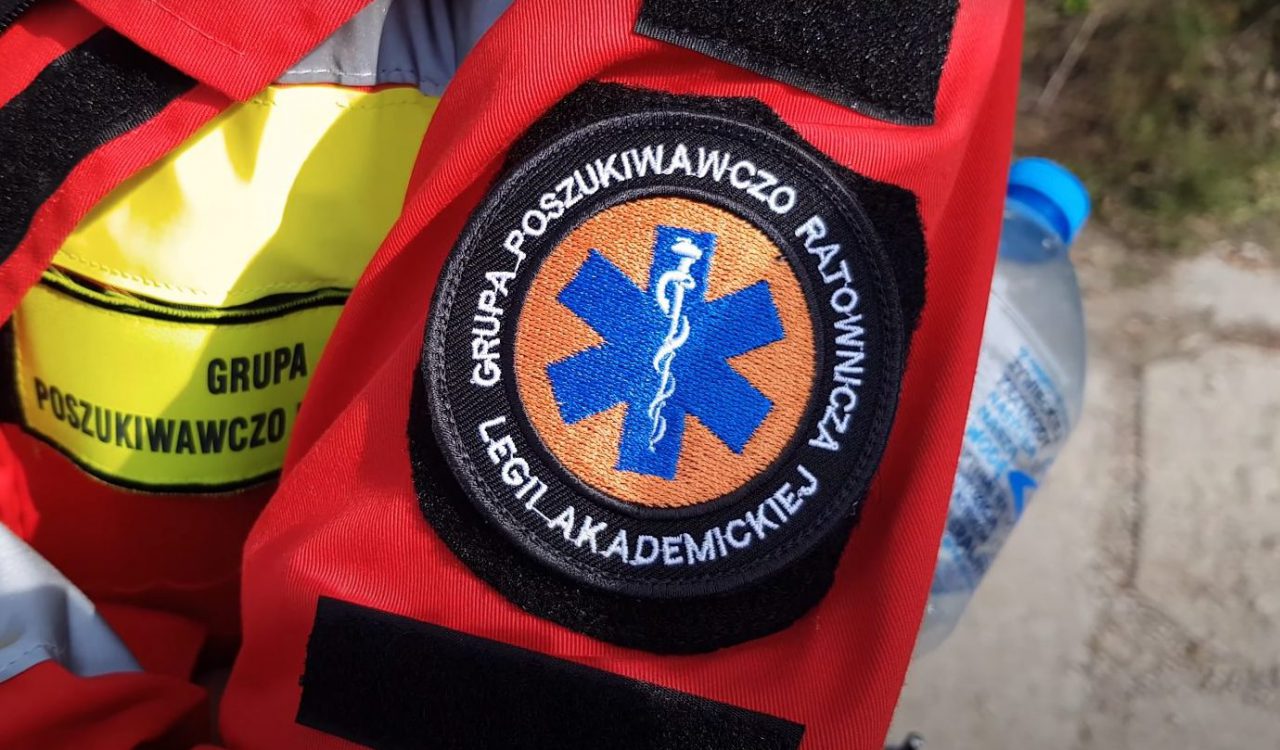 GRUPA POSZUKIWAWCZO RATOWNICZA
LEGII AKADEMICKIEJ
GRUPA
POSZUKIWAWCZO